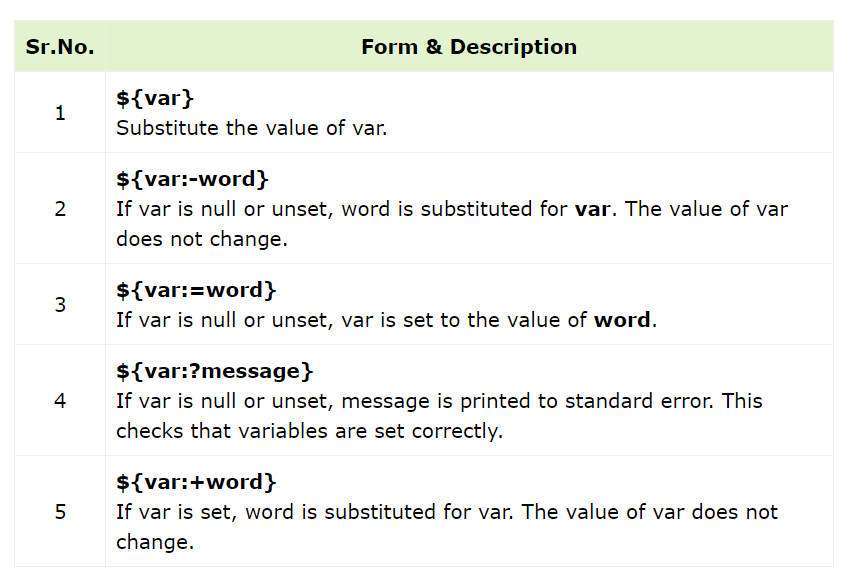 Sr.No. Form & Description
1
${var}
Substitute the value of var.
2
${var:-word}
If var is null or unset, word is substituted for var. The value of var
does not change.
3
${var:=word}
If var is null or unset, var is set to the value of word.
4
${var:?message}
If var is null or unset, message is printed to standard error. This
checks that variables are set correctly.
5
${var:+word}
If var is set, word is substituted for var. The value of var does not
change.